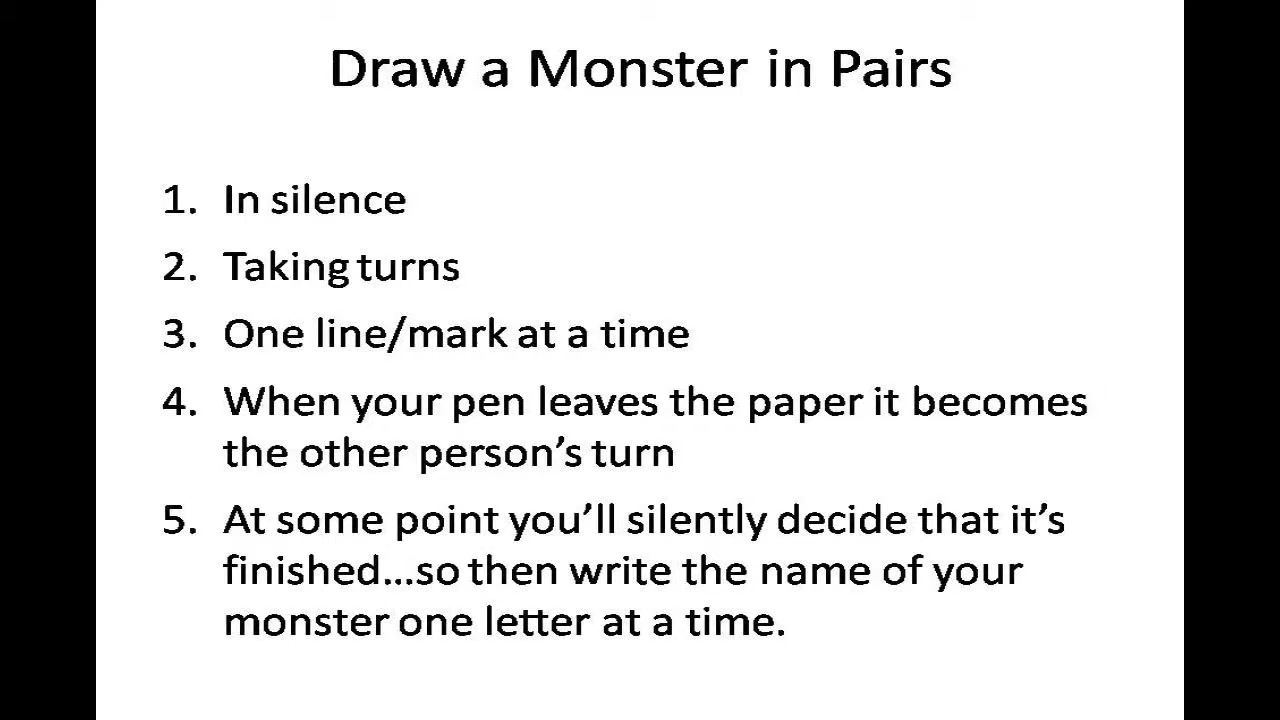 Draw a Monster in Pairs
1. In silence
2. Taking turns
3. One line/mark at a time
4. When your pen leaves the paper it becomes
the other person’s turn
5. At some point you’ll silently decide that it’s
finished...so then write the name of your
monster one letter at a time.